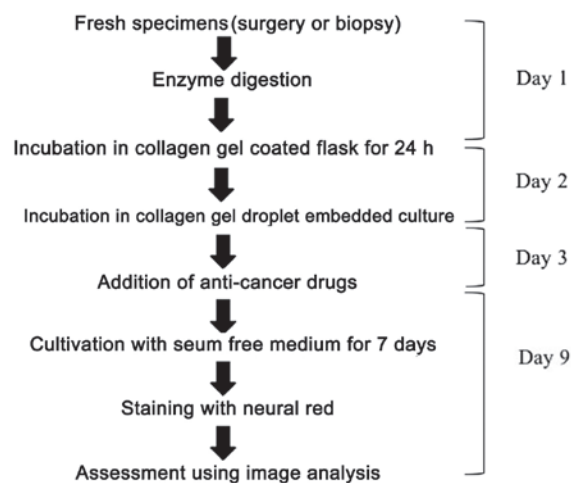 Fresh specimens (surgery or biopsy)
Enzyme digestion
Day 1
Incubation in collagen gel coated flask for 24 h
Day 2
Incubation in collagen gel droplet embedded culture
Day 3
Addition of anti-cancer drugs
Cultivation with seum free medium for 7 days
Day 9
Staining with neural red
Assessment using image analysis